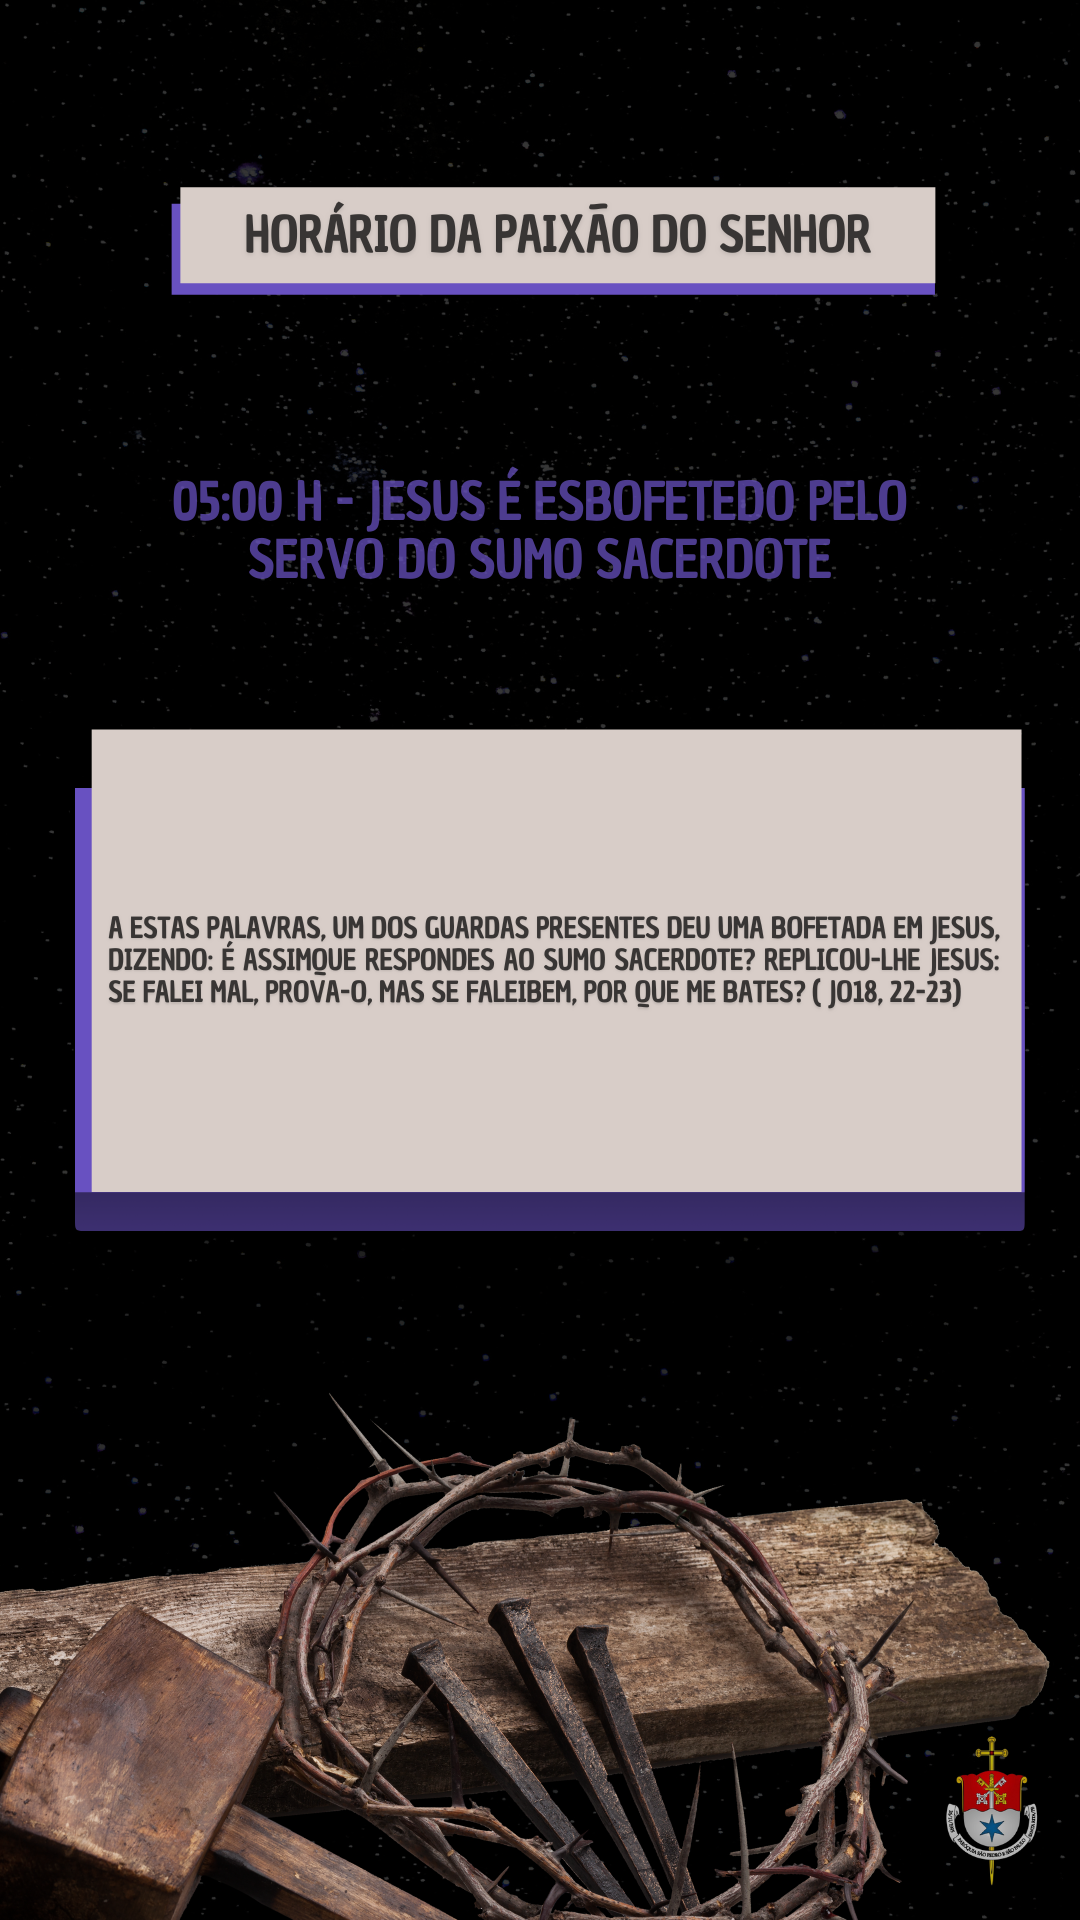 HORÁRIO DA PAIXÃO DO SENHOR
05:00 H - JESUS É ESBOFETEDO PELO
SERVO DO SUMO SACERDOTE
A ESTAS PALAVRAS, UM DOS GUARDAS PRESENTES DEU UMA BOFETADA EM JESUS,
DIZENDO: É ASSIMQUE RESPONDES AO SUMO SACERDOTE? REPLICOU-LHE JESUS:
SE FALEI MAL, PROVA-O, MAS SE FALEIBEM, POR QUE ME BATES? ( JO18, 22-23)
PARÓQUIA SÃO PEDRO E SÃO PAULO